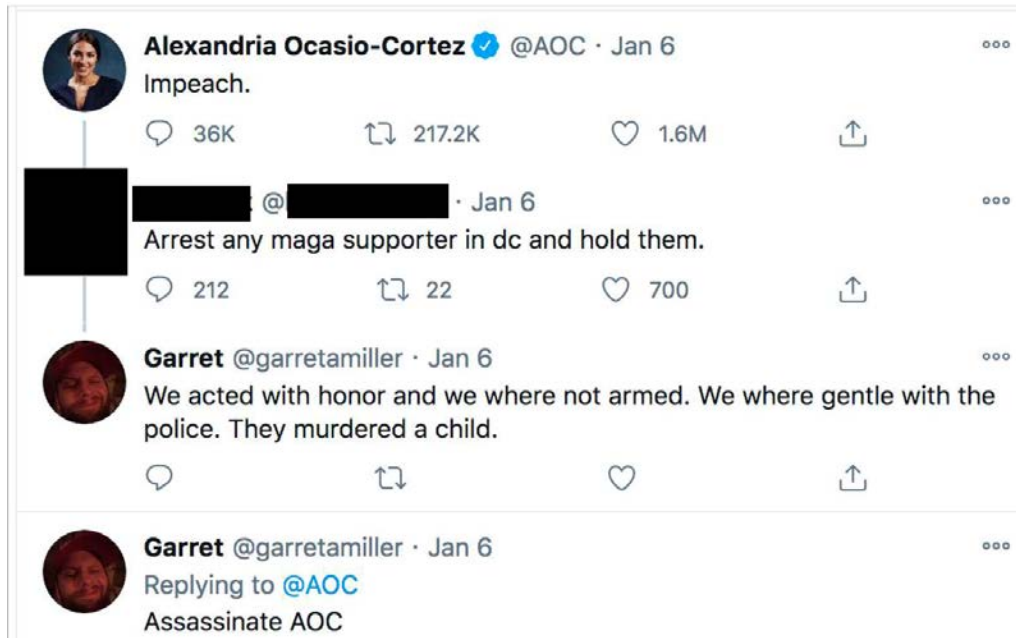 Alexandria Ocasio-Cortez @AOC · Jan 6
Impeach.
36K 217.2K 1.6M
@ · Jan 6
Arrest any maga supporter in dc and hold them.
212 22 700
Garret @garretamiller · Jan 6
We acted with honor and we where not armed. We where gentle with the
police. They murdered a child.
Garret @garretamiller · Jan 6
Replying to @AOC
Assassinate AOC